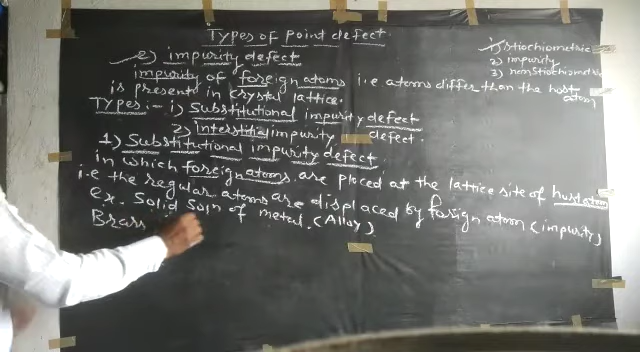 Types of point defect.
1) stiochiometric
2) impurity
3) nonstiochiometric
2) impurity defect
impurity of foreign atoms i.e atoms differ than the host atom
is present in crystal lattice.
Types:- i) Substitutional impurity defect
2) Interstitial impurity defect.
1) Substitutional impurity defect
in which foreign atoms are placed at the lattice site of host atom
i.e the regular atoms are displaced by foreign atom (impurity)
Ex. Solid soln of metal. (Alloy)
Brass